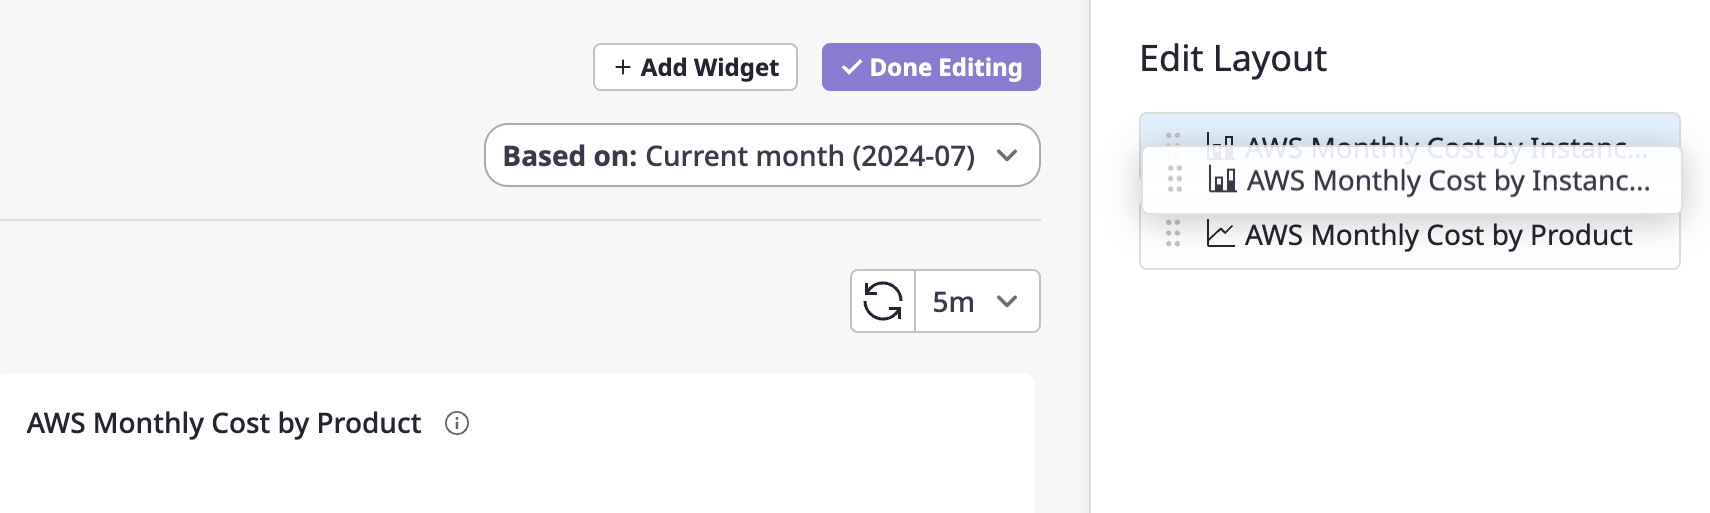 + Add Widget
Done Editing
Based on: Current month (2024-07)
5m
AWS Monthly Cost by Product
Edit Layout
AWS Monthly Cost by Instanc...
AWS Monthly Cost by Instanc...
AWS Monthly Cost by Product